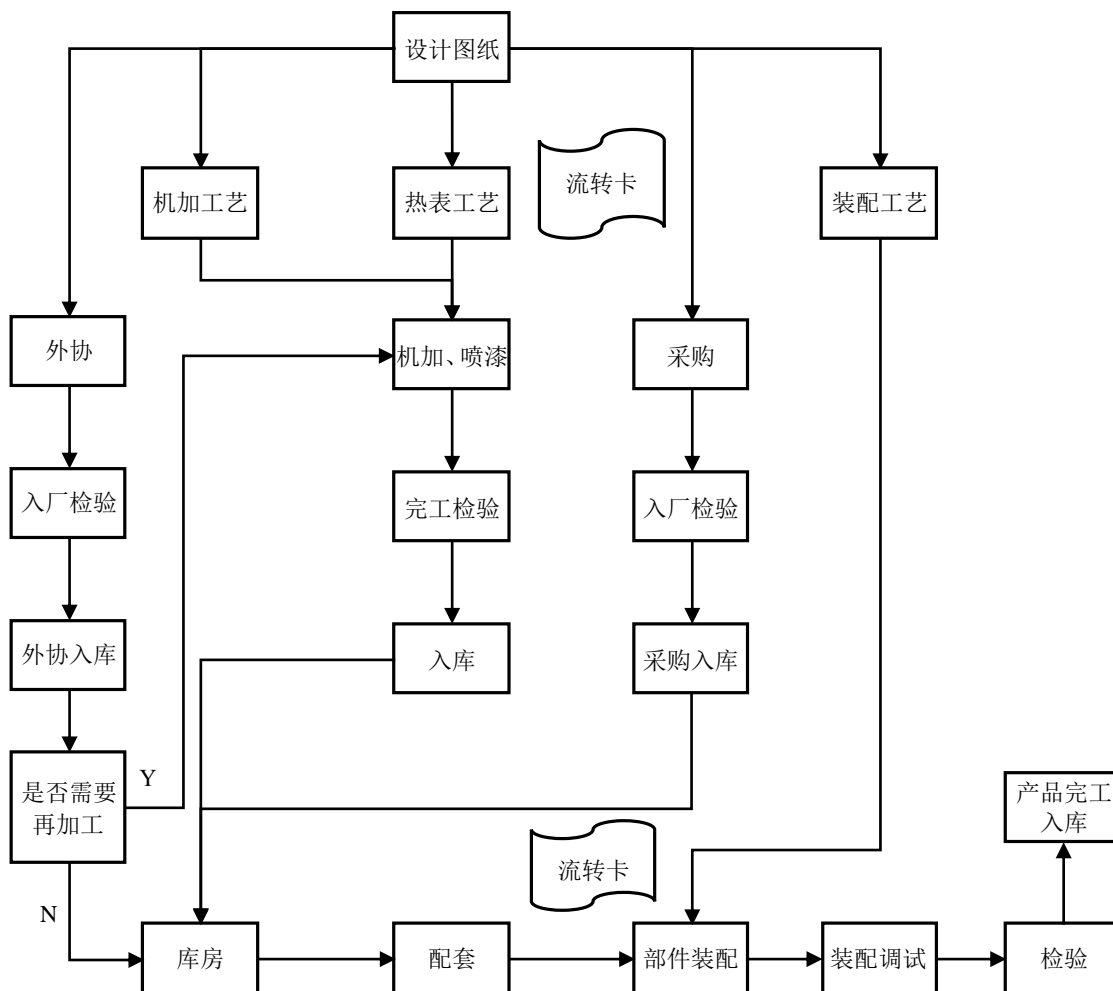 设计图纸
机加工艺
热表工艺
流转卡
装配工艺
外协
机加、喷漆
采购
入厂检验
完工检验
入厂检验
外协入库
入库
采购入库
是否需要
再加工
Y
产品完工
入库
流转卡
N
库房
配套
部件装配
装配调试
检验